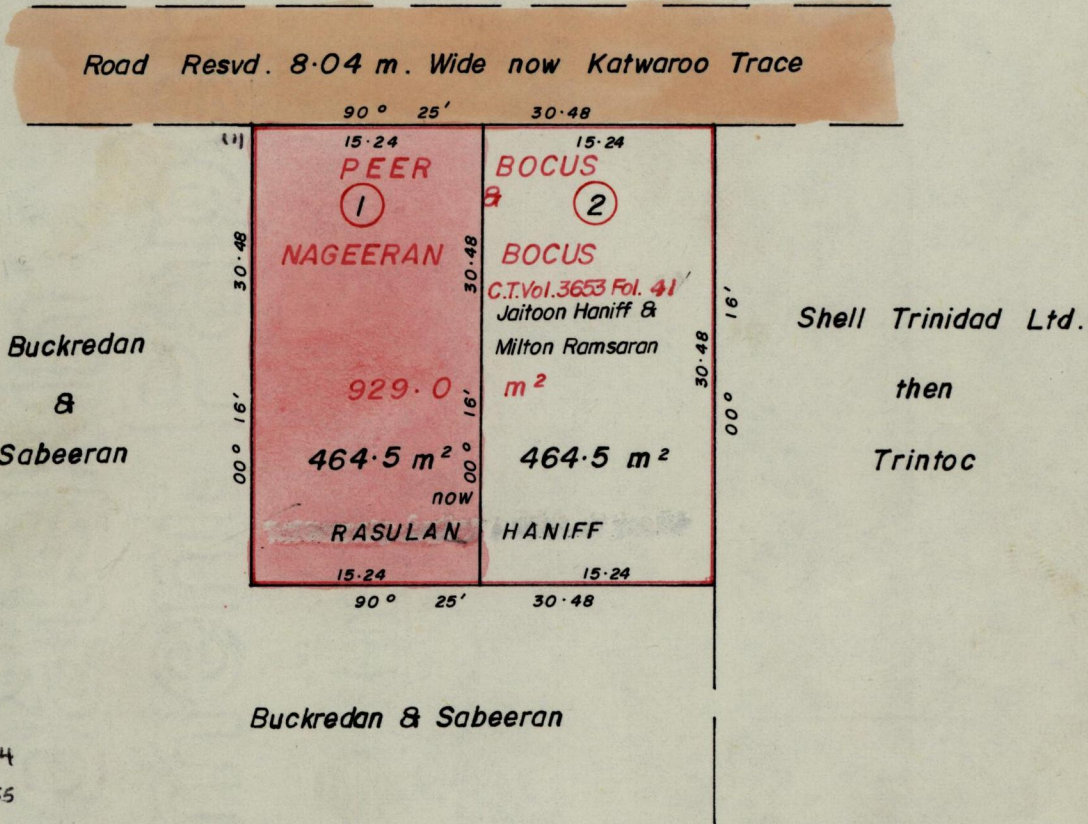 Road Resvd. 8·04 m. Wide now Katwaroo Trace
90° 25' 30·48
(1)
15·24 15·24
PEER BOCUS
1 & 2
NAGEERAN BOCUS
C.T.Vol.3653 Fol. 41
Jaitoon Haniff &
Milton Ramsaran
929·0 m²
464·5 m² 464·5 m²
now
RASULAN HANIFF
15·24 15·24
90° 25' 30·48
00° 16' 30·48
00° 16' 30·48
30·48
00° 16'
Buckredan
&
Sabeeran
Shell Trinidad Ltd.
then
Trintoc
Buckredan & Sabeeran